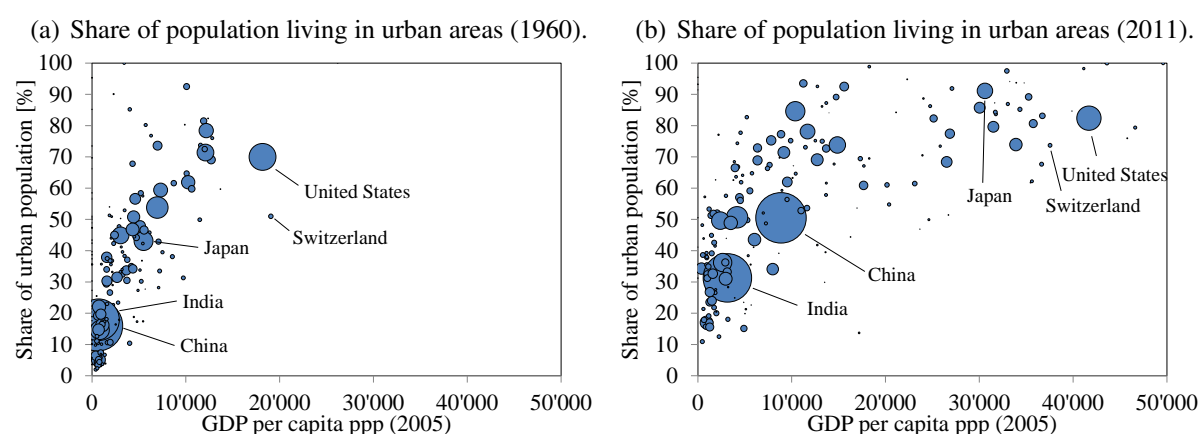 (a) Share of population living in urban areas (1960).
Share of urban population [%]
100
90
80
70
60
50
40
30
20
10
0
United States
Switzerland
Japan
India
China
0
10'000
20'000
30'000
40'000
50'000
GDP per capita ppp (2005)
(b) Share of population living in urban areas (2011).
Share of urban population [%]
100
90
80
70
60
50
40
30
20
10
0
United States
Japan
Switzerland
China
India
0
10'000
20'000
30'000
40'000
50'000
GDP per capita ppp (2005)